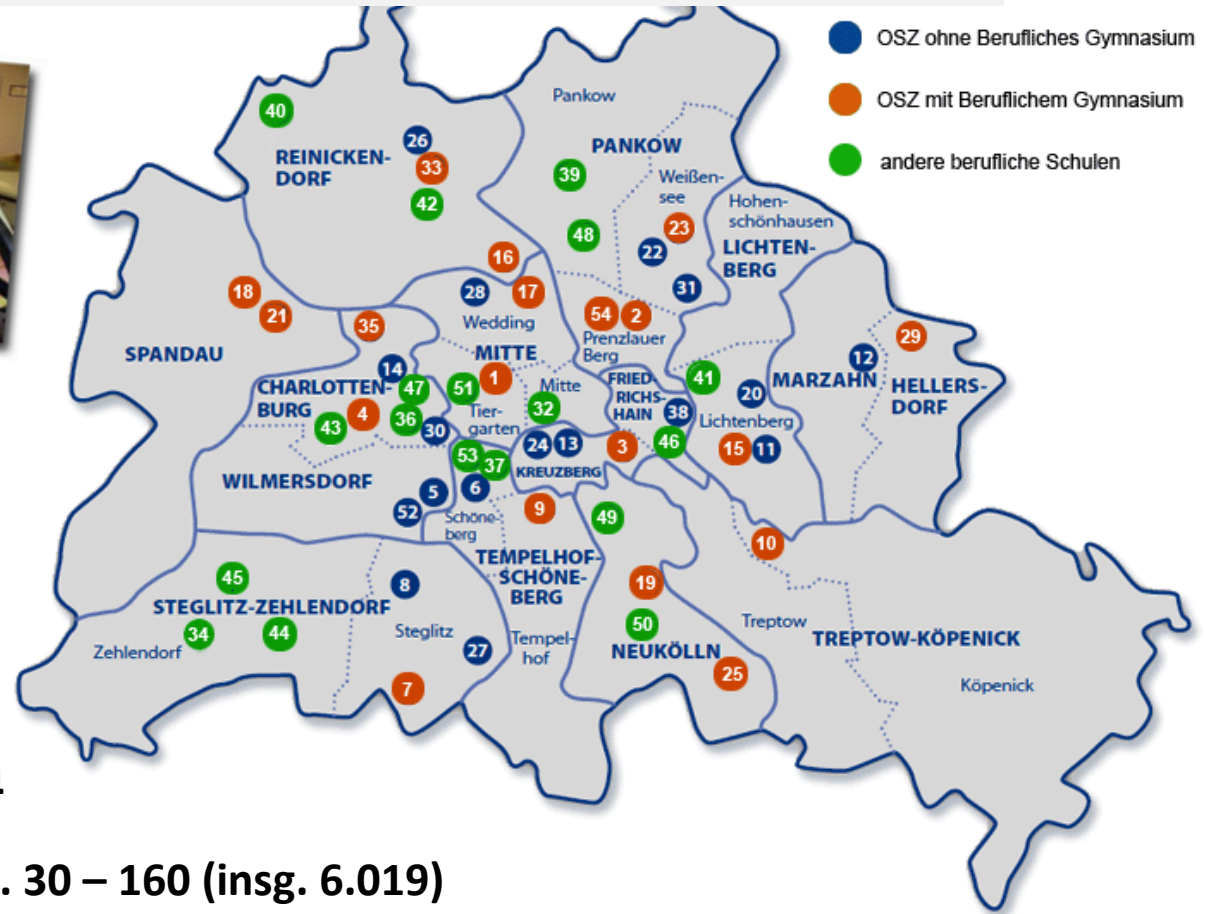 OSZ ohne Berufliches Gymnasium
OSZ mit Beruflichem Gymnasium
andere berufliche Schulen
Pankow
40
PANKOW
26
REINICKEN-
DORF
33
39
Weißen-
see
42
Hohen-
schönhausen
23
48
LICHTEN-
BERG
22
16
31
18
28
17
21
54
2
35
Wedding
29
Prenzlauer
Berg
SPANDAU
MITTE
12
14
41
1
FRIED-
RICHS-
HAIN
MARZAHN
HELLERS-
DORF
CHARLOTTEN-
BURG
47
51
Mitte
20
4
36
Tier-
garten
32
38
43
30
Lichtenberg
24
13
3
46
15
11
53
37
KREUZBERG
WILMERSDORF
5
6
52
Schöne-
berg
9
49
10
TEMPELHOF-
SCHÖNE-
BERG
45
8
19
STEGLITZ-ZEHLENDORF
34
44
Steglitz
50
Treptow
TREPTOW-KÖPENICK
Zehlendorf
27
Tempel-
hof
NEUKÖLLN
25
7
Köpenick
. 30 – 160 (insg. 6.019)